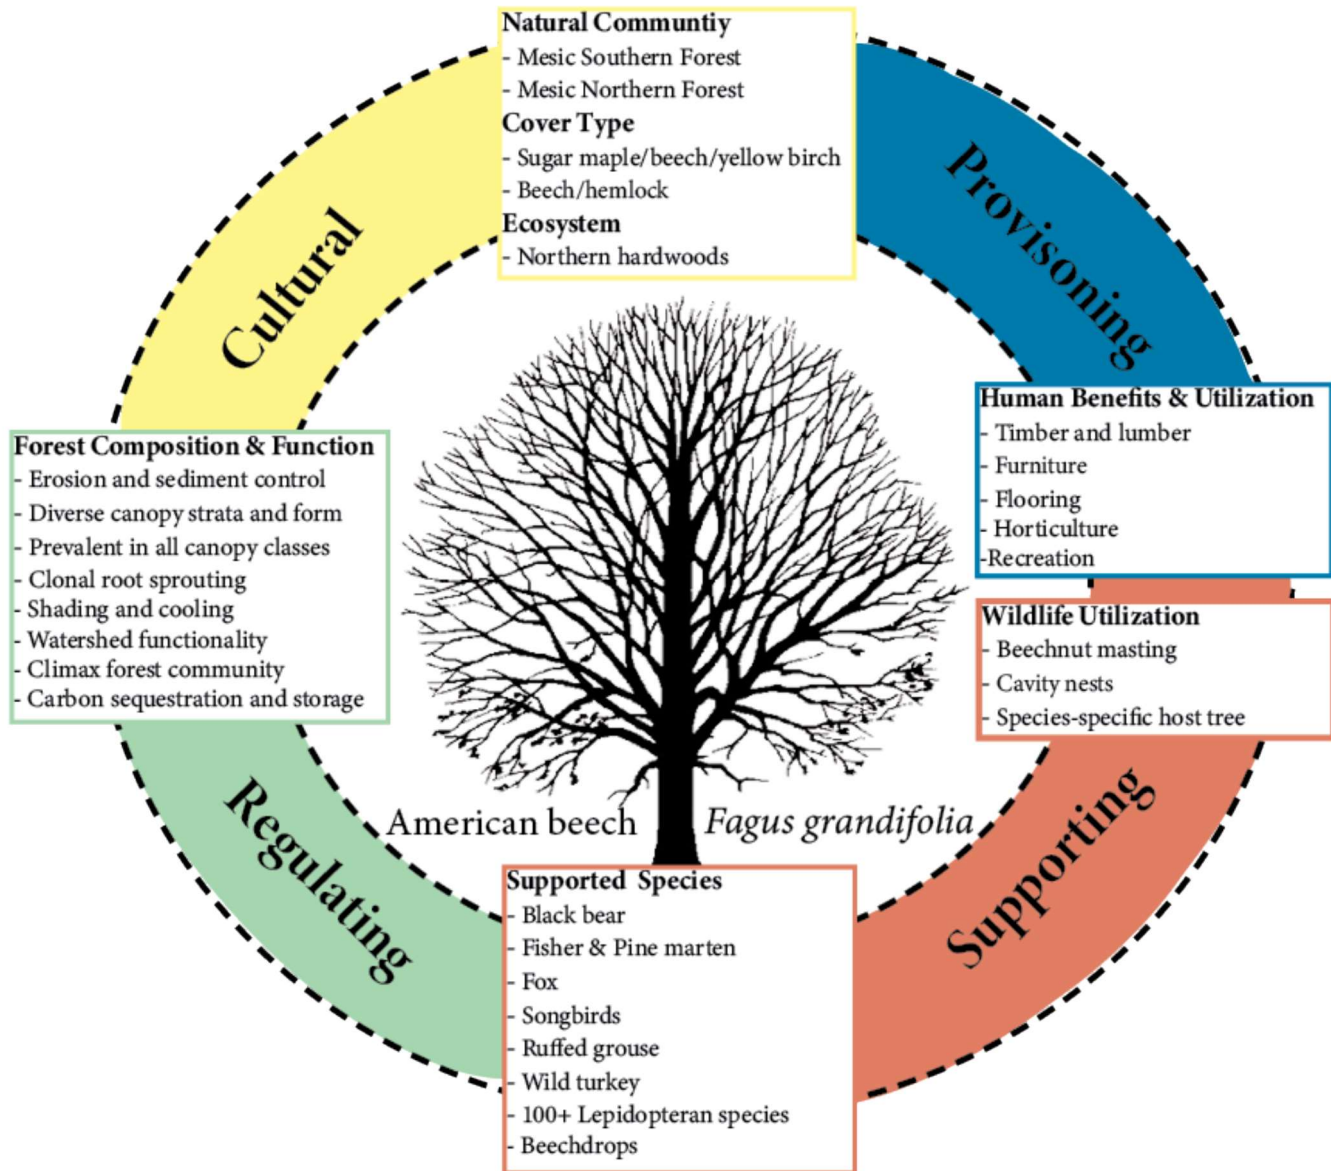 Natural Communtiy
- Mesic Southern Forest
- Mesic Northern Forest
Cover Type
- Sugar maple/beech/yellow birch
- Beech/hemlock
Ecosystem
- Northern hardwoods
Cultural
Provisoning
Human Benefits & Utilization
- Timber and lumber
- Furniture
- Flooring
- Horticulture
-Recreation
Forest Composition & Function
- Erosion and sediment control
- Diverse canopy strata and form
- Prevalent in all canopy classes
- Clonal root sprouting
- Shading and cooling
- Watershed functionality
- Climax forest community
- Carbon sequestration and storage
Wildlife Utilization
- Beechnut masting
- Cavity nests
- Species-specific host tree
Regulating
American beech
Fagus grandifolia
Supporting
Supported Species
- Black bear
- Fisher & Pine marten
- Fox
- Songbirds
- Ruffed grouse
- Wild turkey
- 100+ Lepidopteran species
- Beechdrops